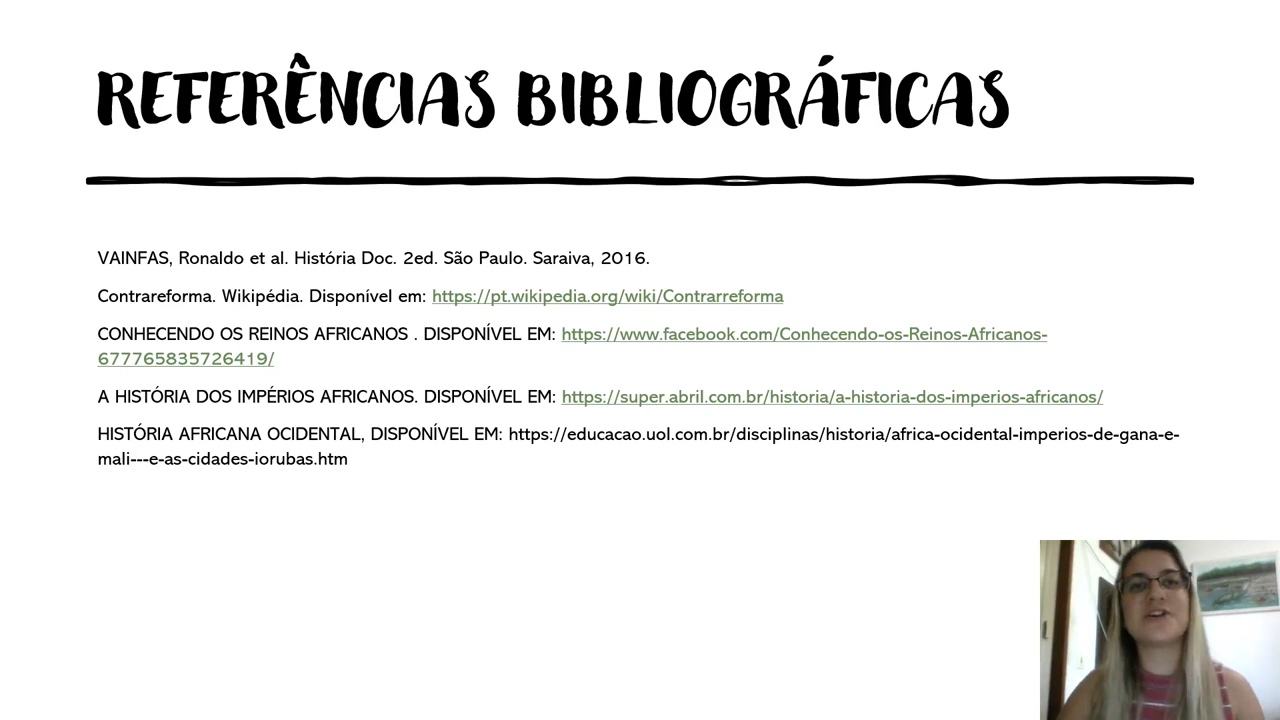 REFERÊNCIAS BIBLIOGRÁFICAS
VAINFAS, Ronaldo et al. História Doc. 2ed. São Paulo. Saraiva, 2016.
Contrareforma. Wikipédia. Disponível em: https://pt.wikipedia.org/wiki/Contrarreforma
CONHECENDO OS REINOS AFRICANOS . DISPONÍVEL EM: https://www.facebook.com/Conhecendo-os-Reinos-Africanos-
677765835726419/
A HISTÓRIA DOS IMPÉRIOS AFRICANOS. DISPONÍVEL EM: https://super.abril.com.br/historia/a-historia-dos-imperios-africanos/
HISTÓRIA AFRICANA OCIDENTAL, DISPONÍVEL EM: https://educacao.uol.com.br/disciplinas/historia/africa-ocidental-imperios-de-gana-e-
mali---e-as-cidades-iorubas.htm